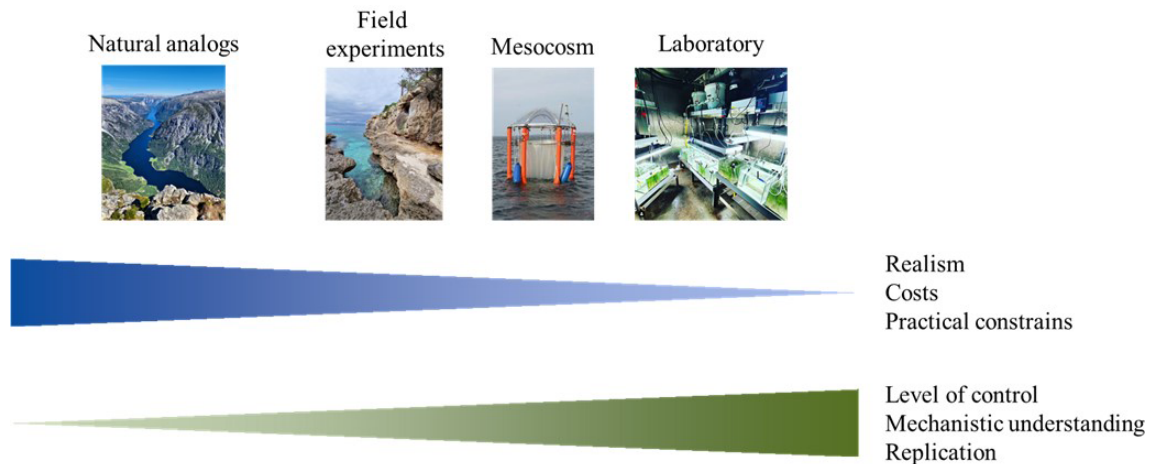 Natural analogs
Field
experiments
Mesocosm
Laboratory
Realism
Costs
Practical constrains
Level of control
Mechanistic understanding
Replication